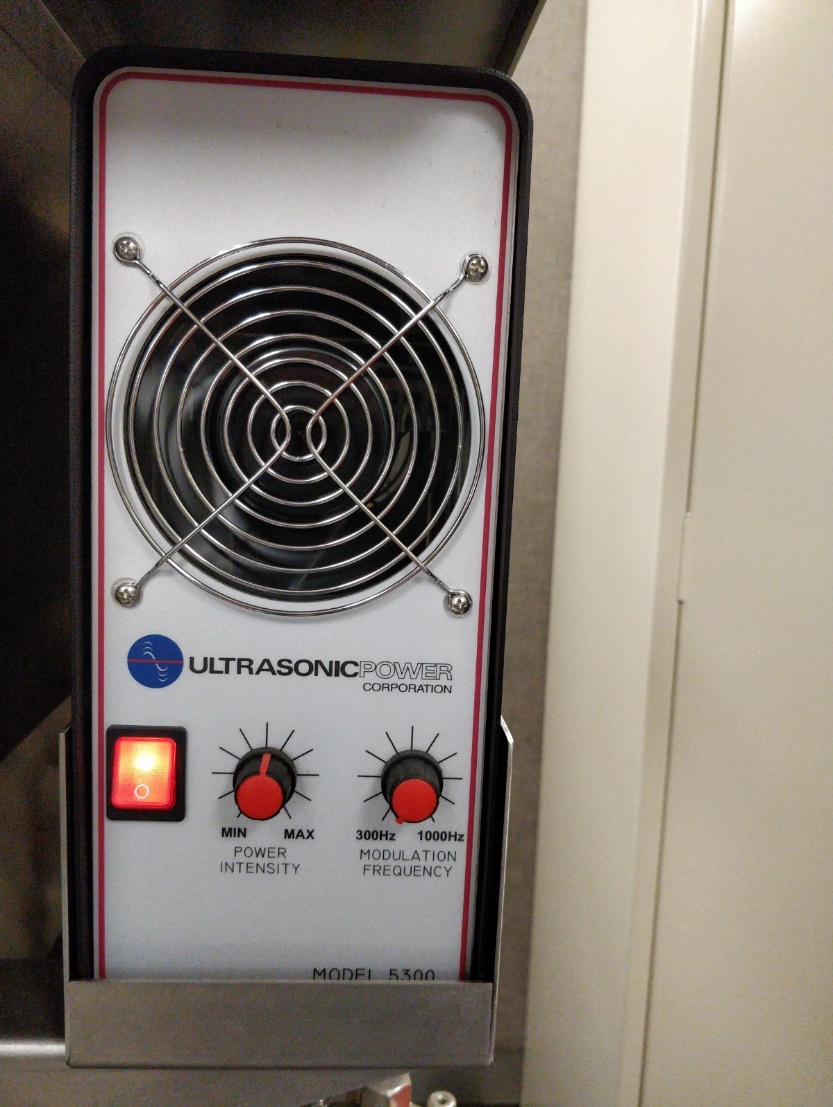 ULTRASONICPOWER
CORPORATION
MIN MAX
POWER
INTENSITY
300Hz 1000Hz
MODULATION
FREQUENCY
MODEL 5300